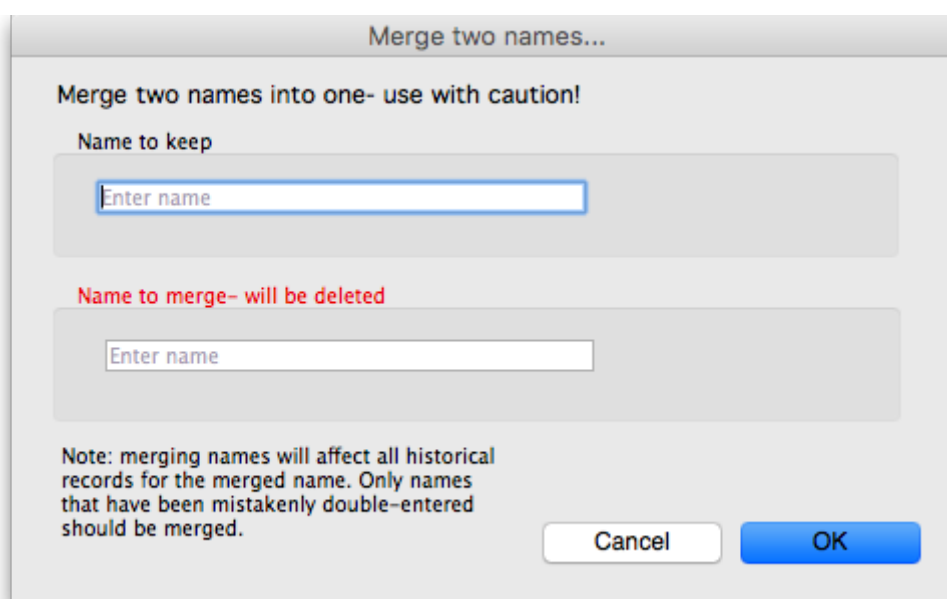 Merge two names...
Merge two names into one- use with caution!
Name to keep
Enter name
Name to merge- will be deleted
Enter name
Note: merging names will affect all historical
records for the merged name. Only names
that have been mistakenly double-entered
should be merged.
Cancel
OK